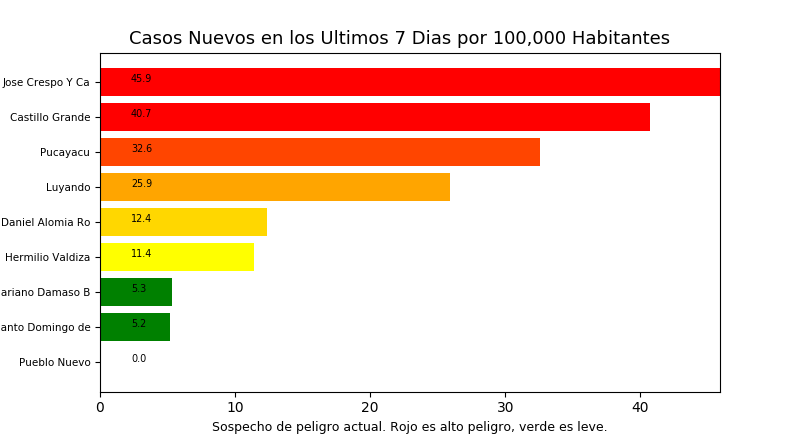 Casos Nuevos en los Ultimos 7 Dias por 100,000 Habitantes
Jose Crespo Y Ca 45.9
Castillo Grande 40.7
Pucayacu 32.6
Luyando 25.9
Daniel Alomia Ro 12.4
Hermilio Valdiza 11.4
ariano Damaso B 5.3
anto Domingo de 5.2
Pueblo Nuevo 0.0
0 10 20 30 40
Sospecho de peligro actual. Rojo es alto peligro, verde es leve.